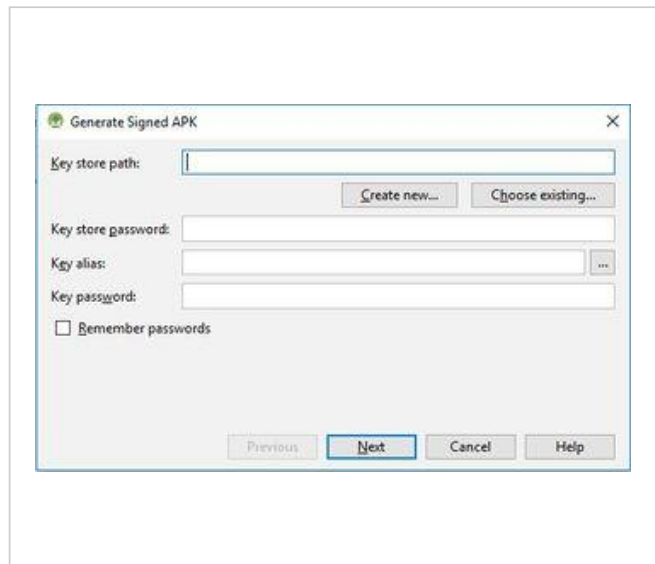 Generate Signed APK
Key store path:
Create new... Choose existing...
Key store password:
Key alias: ...
Key password:
Remember passwords
Previous Next Cancel Help